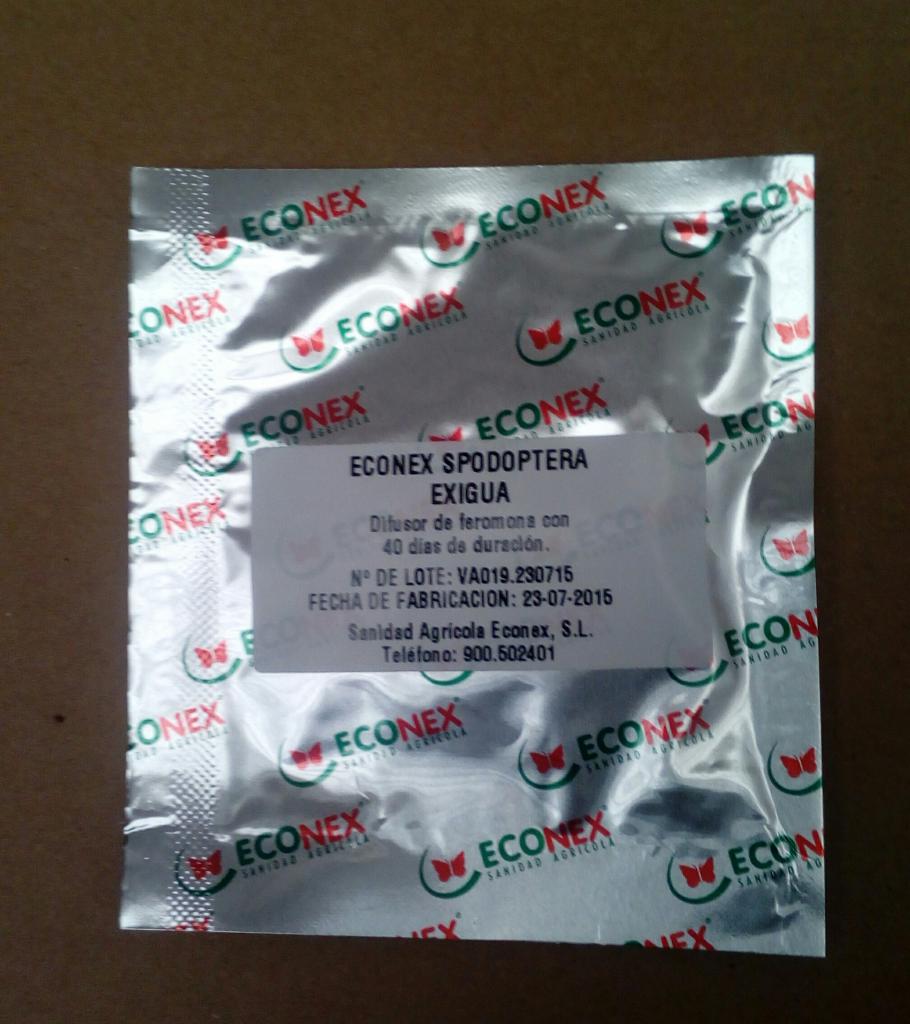 ECONEX
SANIDAD AGRÍCOLA
ECONEX SPODOPTERA
EXIGUA
Difusor de feromona con
40 días de duración.
Nº DE LOTE: VA019.230715
FECHA DE FABRICACION: 23-07-2015
Sanidad Agrícola Econex, S.L.
Teléfono: 900.502401